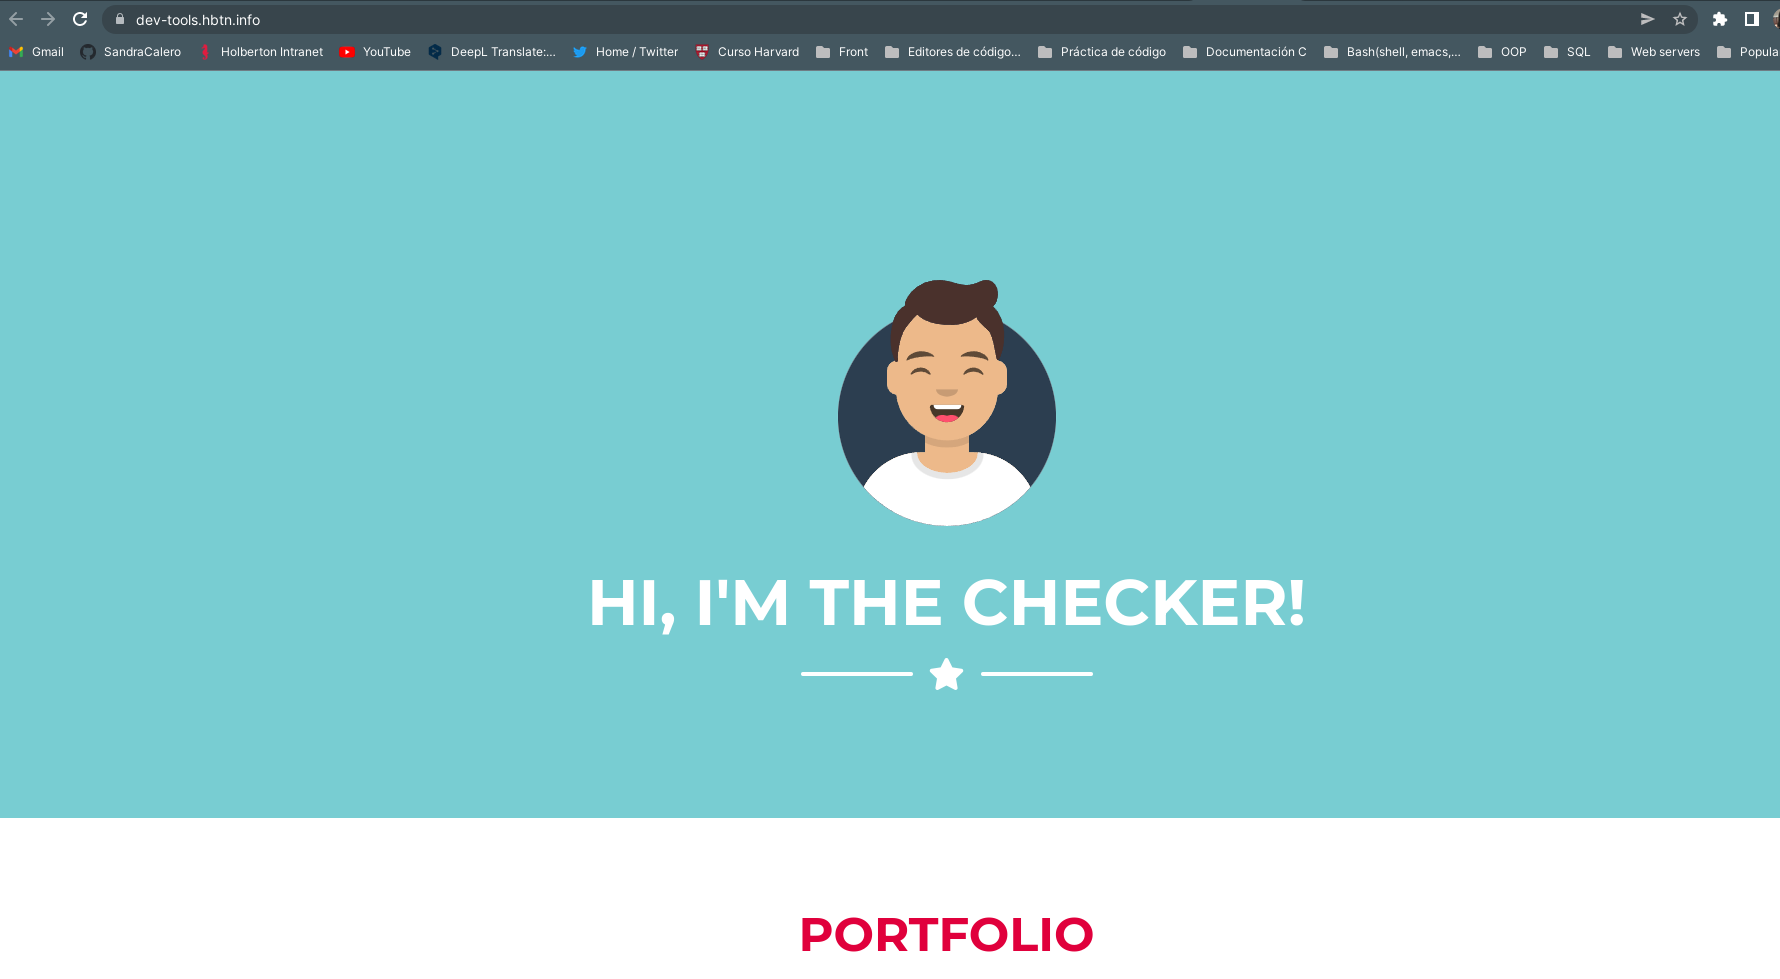 dev-tools.hbtn.info
Gmail SandraCalero Holberton Intranet YouTube DeepL Translate:... Home / Twitter Curso Harvard Front Editores de código... Práctica de código Documentación C Bash(shell, emacs,... OOP SQL Web servers Popula
HI, I'M THE CHECKER!
PORTFOLIO